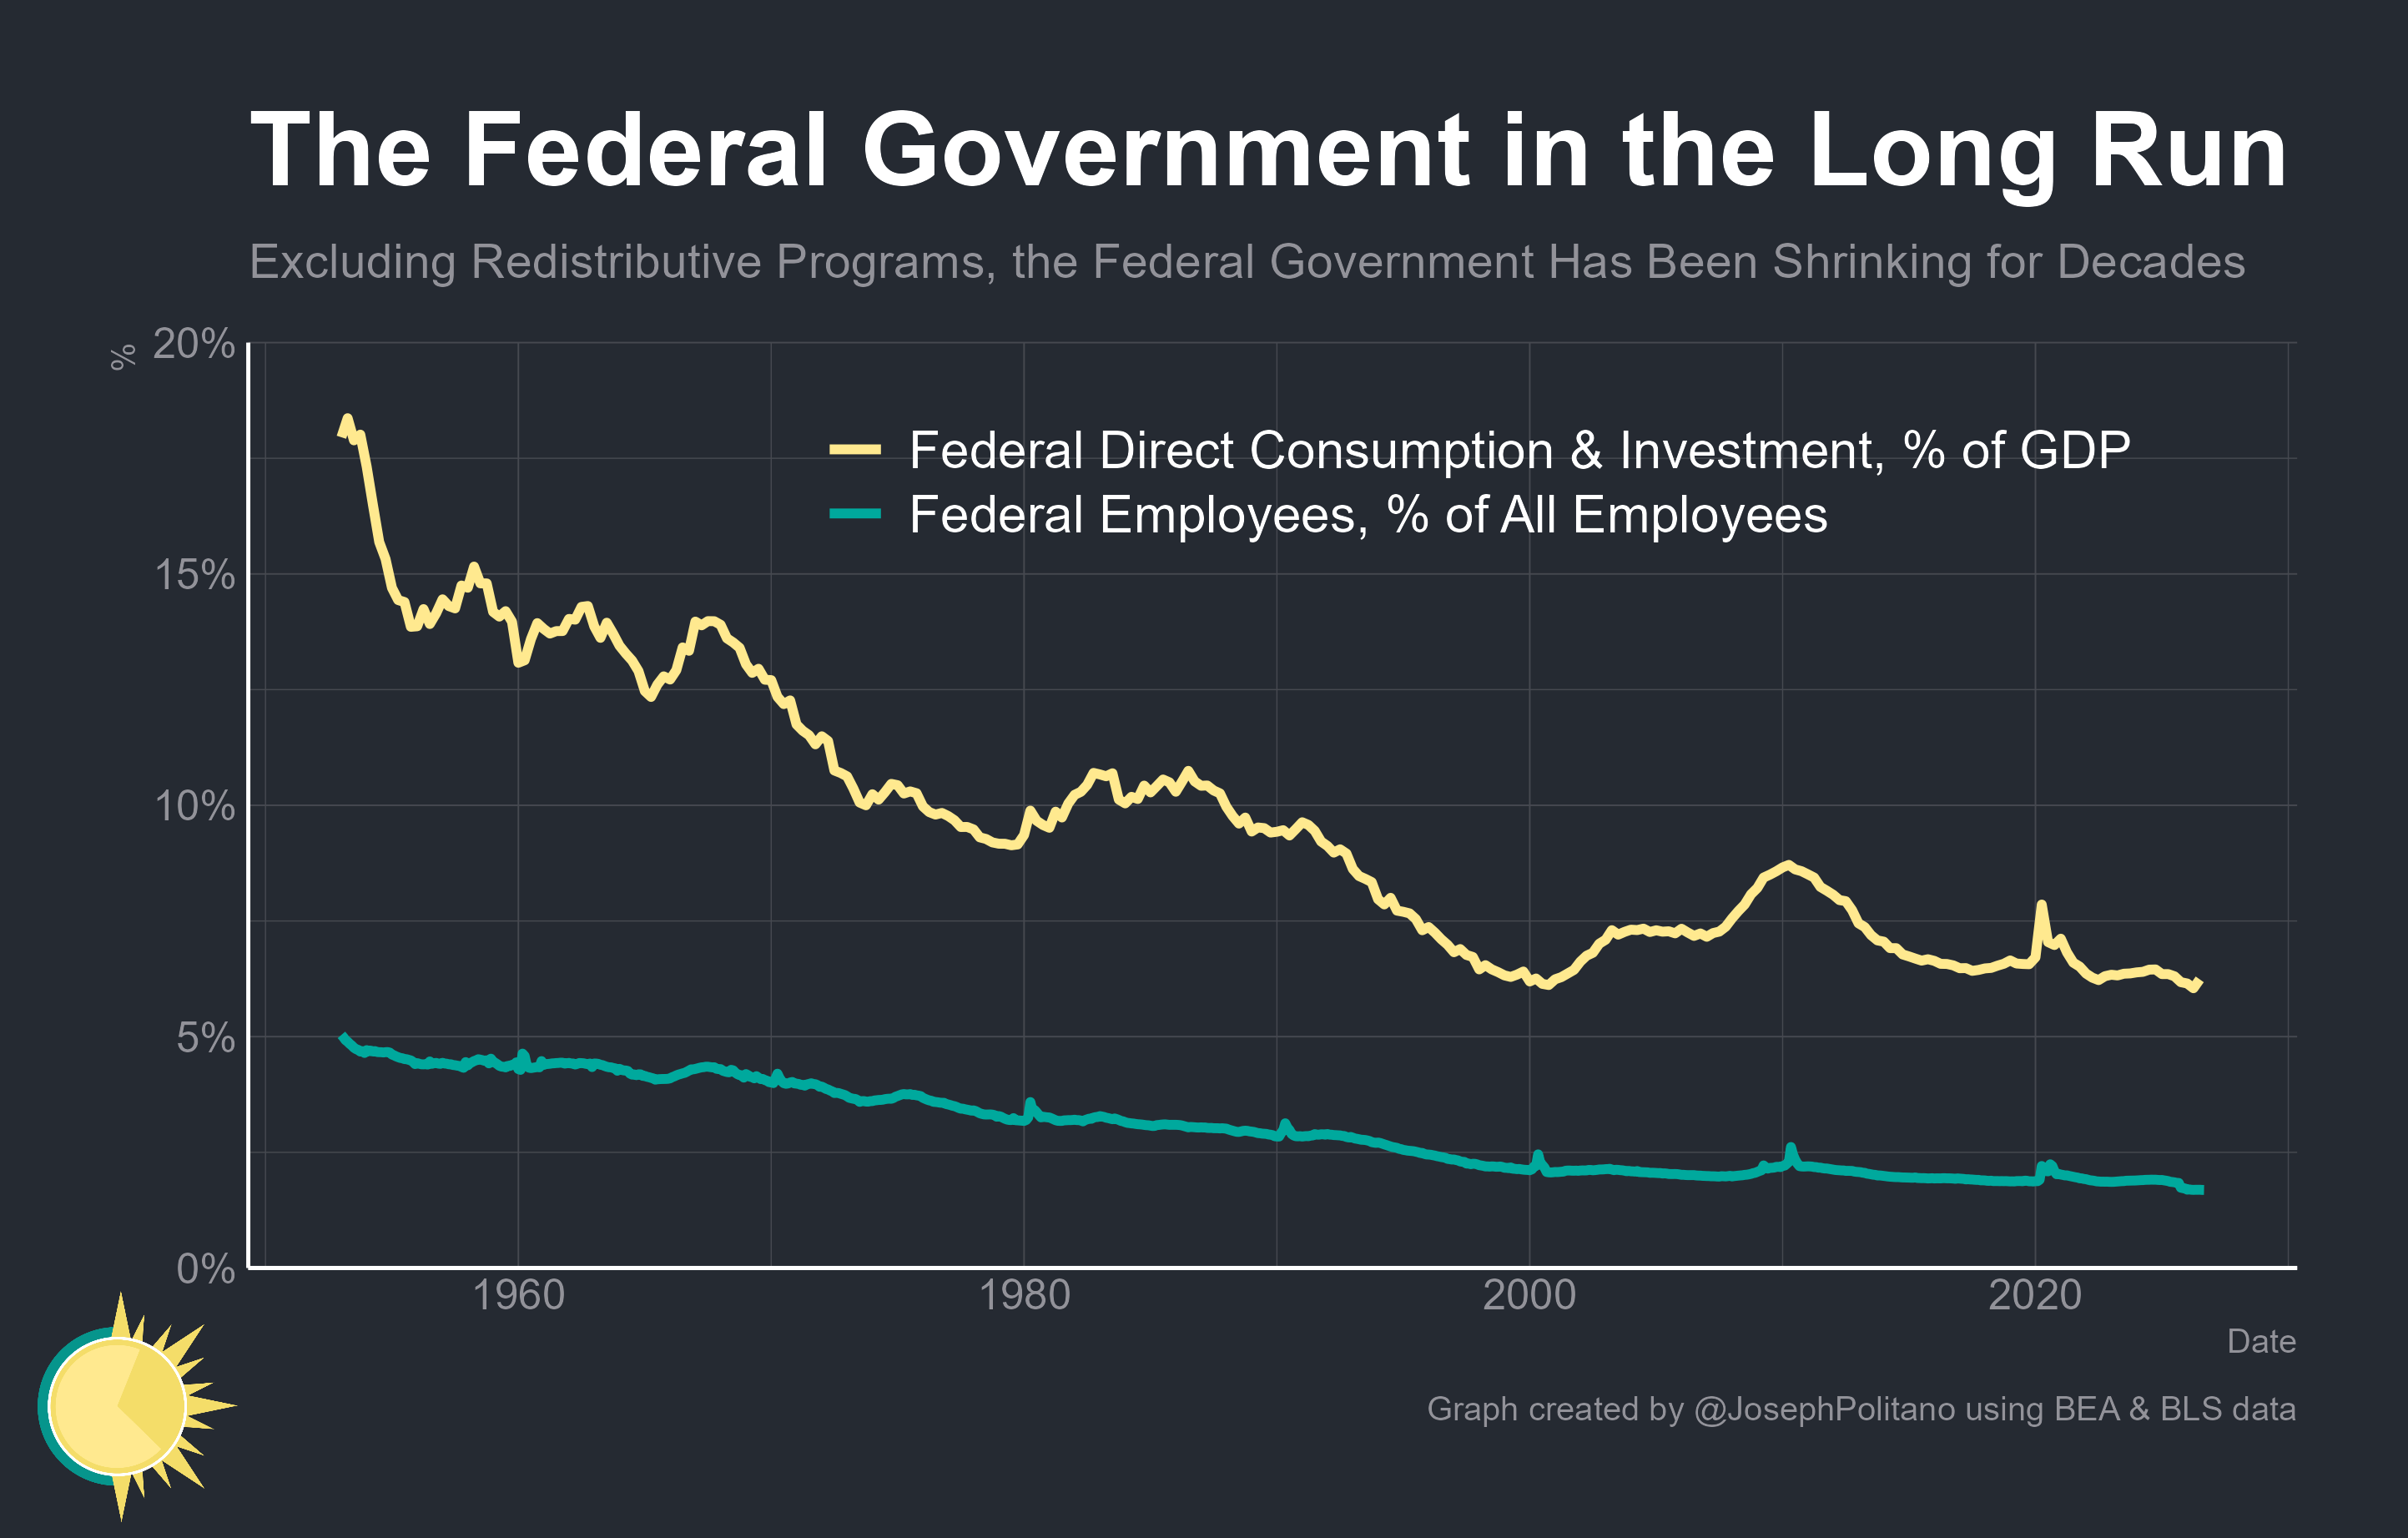 The Federal Government in the Long Run
Excluding Redistributive Programs, the Federal Government Has Been Shrinking for Decades
%
20%
15%
10%
5%
0%
Federal Direct Consumption & Investment, % of GDP
Federal Employees, % of All Employees
1960 1980 2000 2020
Date
Graph created by @JosephPolitano using BEA & BLS data